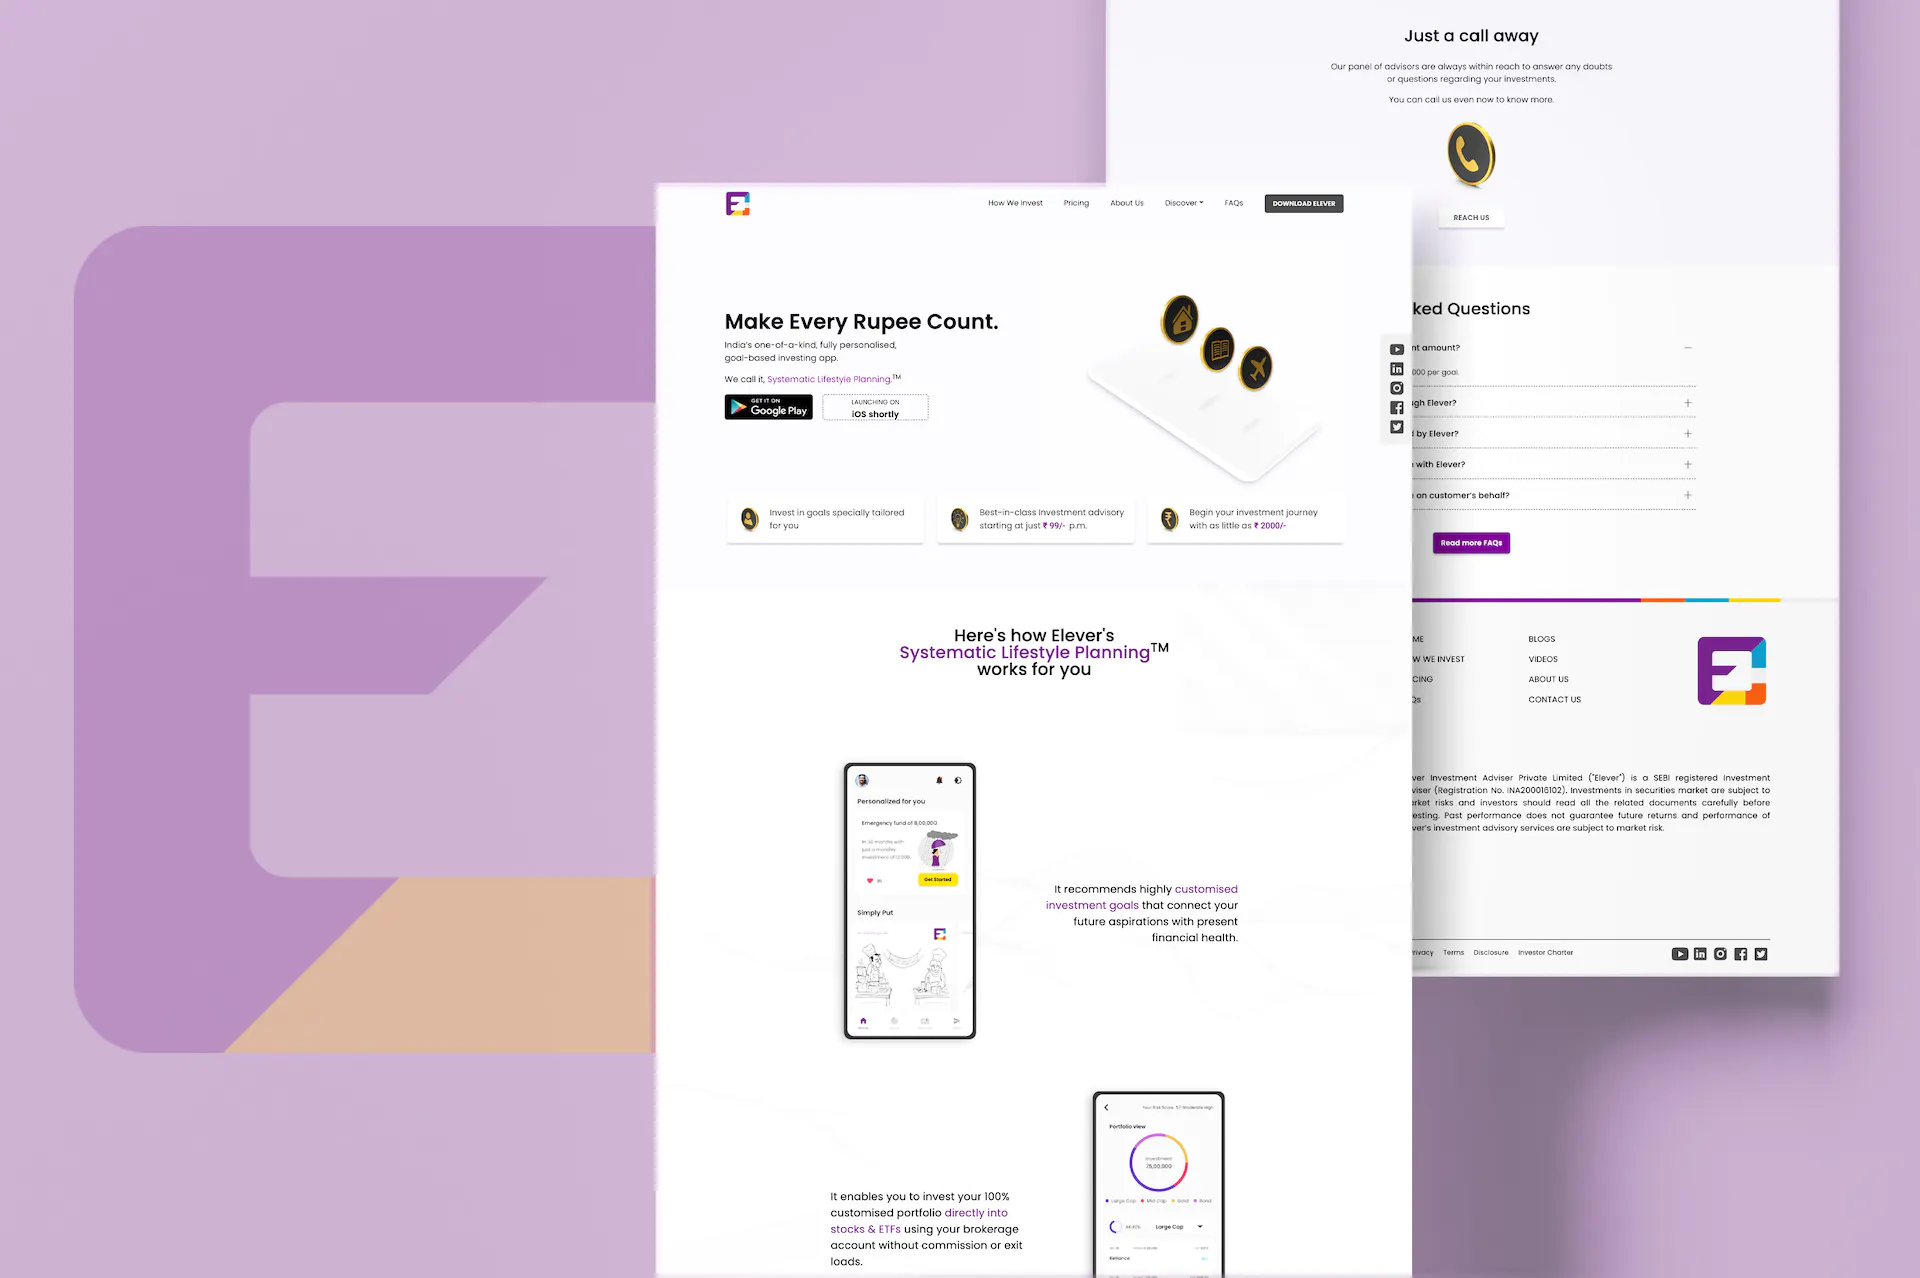 How We Invest
Pricing
About Us
Discover
FAQs
DOWNLOAD ELEVER
Make Every Rupee Count.
India's one-of-a-kind, fully personalised,
goal-based investing app.
We call it, Systematic Lifestyle Planning.TM
GET IT ON
Google Play
LAUNCHING ON
iOS shortly
Invest in goals specially tailored
for you
Best-in-class Investment advisory
starting at just ₹ 99/- p.m.
Begin your investment journey
with as little as ₹ 2000/-
Here's how Elever's
Systematic Lifestyle Planning™
works for you
Personalized for you
Emergency fund of 8,00,000
Get Started
Simply Put
It recommends highly customised
investment goals that connect your
future aspirations with present
financial health.
It enables you to invest your 100%
customised portfolio directly into
stocks & ETFs using your brokerage
account without commission or exit
loads.
Portfolio view
Investment
75,00,000
Large Cap
Mid Cap
Gold
Bond
Large Cap
Reliance
Just a call away
Our panel of advisors are always within reach to answer any doubts
or questions regarding your investments.
You can call us even now to know more.
REACH US
ked Questions
nt amount?
000 per goal.
gh Elever?
by Elever?
with Elever?
on customer's behalf?
Read more FAQs
ME
W WE INVEST
CING
Qs
BLOGS
VIDEOS
ABOUT US
CONTACT US
ver Investment Adviser Private Limited ("Elever") is a SEBI registered Investment
viser (Registration No. INA200016102). Investments in securities market are subject to
rket risks and investors should read all the related documents carefully before
esting. Past performance does not guarantee future returns and performance of
ver's investment advisory services are subject to market risk.
rivacy
Terms
Disclosure
Investor Charter